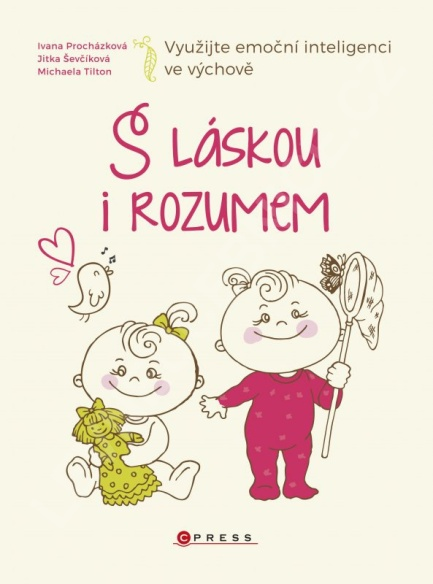 Ivana Procházková
Jitka Ševčíková
Michaela Tilton
Využijte emoční inteligenci
ve výchově
S láskou
i rozumem
CPRESS